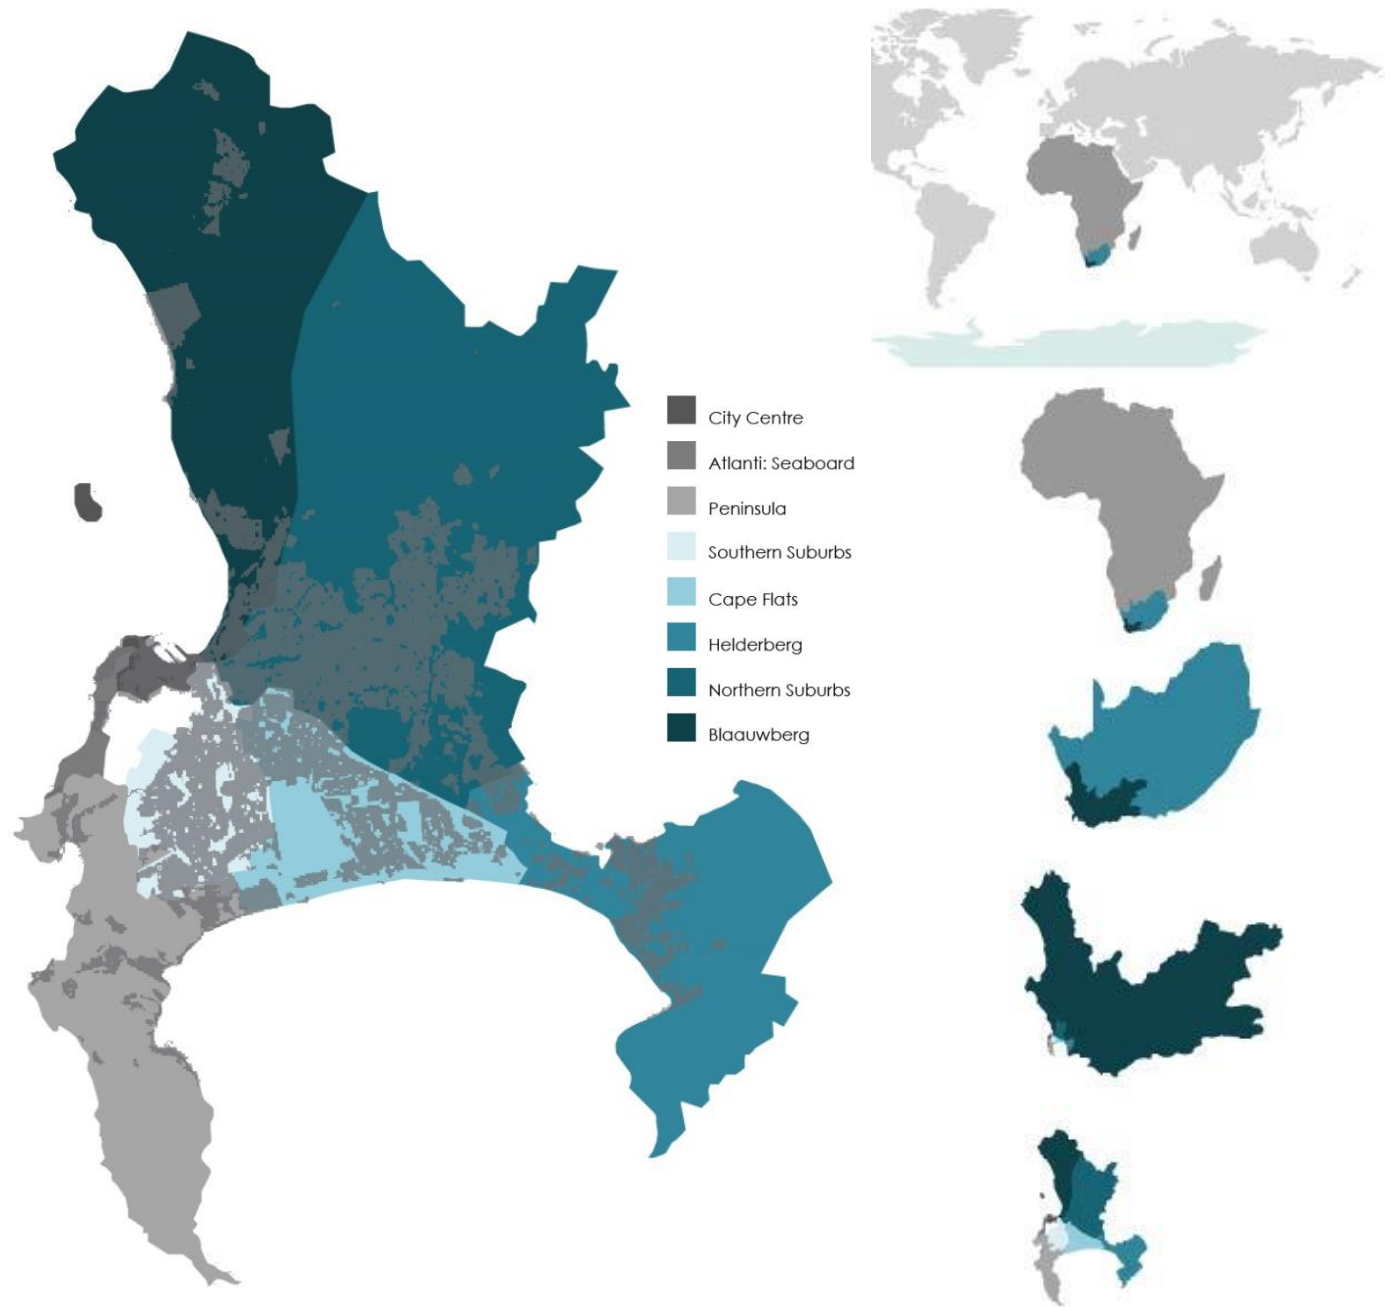 City Centre
Atlanti: Seaboard
Peninsula
Southern Suburbs
Cape Flats
Helderberg
Northern Suburbs
Blaauwberg